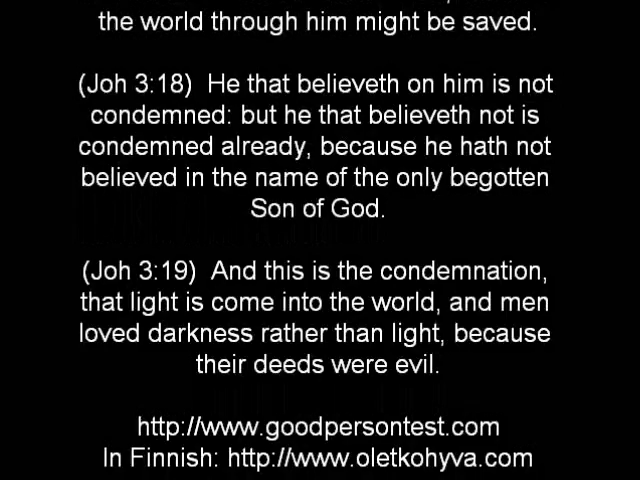 the world through him might be saved.
(Joh 3:18) He that believeth on him is not
condemned: but he that believeth not is
condemned already, because he hath not
believed in the name of the only begotten
Son of God.
(Joh 3:19) And this is the condemnation,
that light is come into the world, and men
loved darkness rather than light, because
their deeds were evil.
http://www.goodpersontest.com
In Finnish: http://www.oletkohyva.com